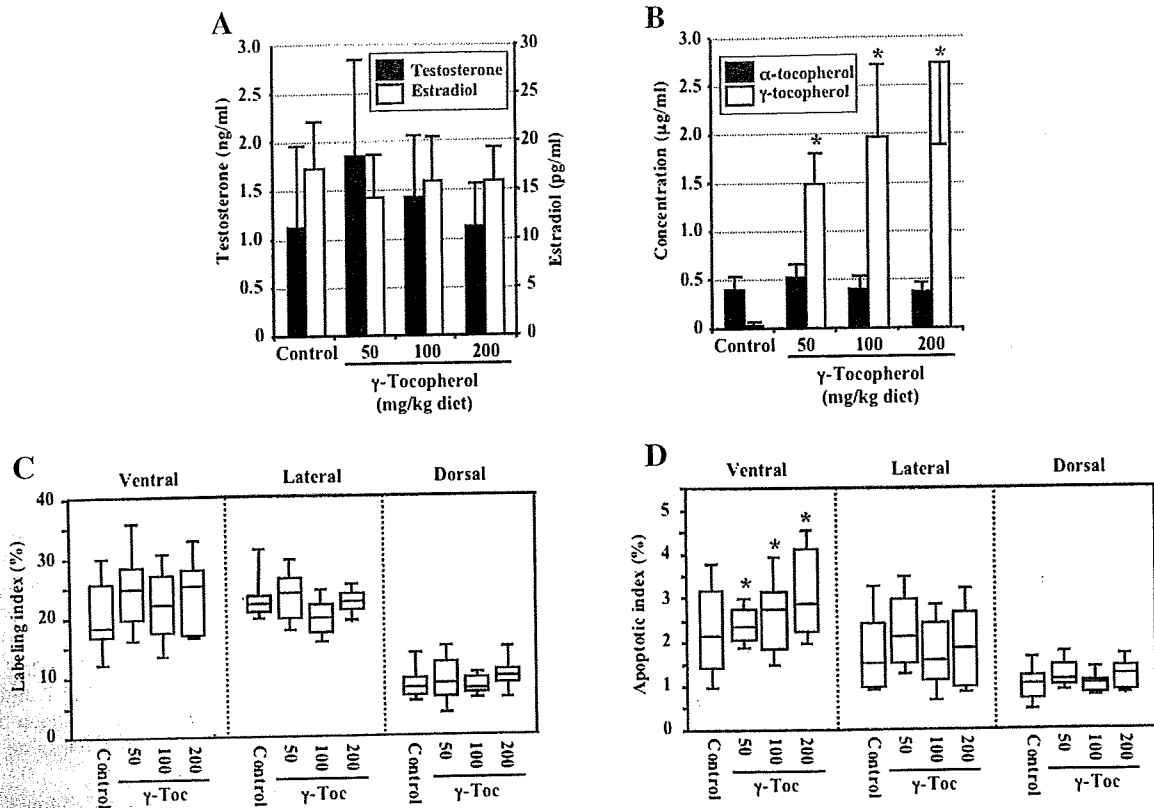 A
Testosterone (ng/ml)
3.0
2.5
2.0
1.5
1.0
0.5
0
Testosterone
Estradiol
30
25
20
15
10
5
0
Estradiol (pg/ml)
Control 50 100 200
γ-Tocopherol
(mg/kg diet)
B
Concentration (µg/ml)
3.0
2.5
2.0
1.5
1.0
0.5
0
α-tocopherol
γ-tocopherol
* * *
Control 50 100 200
γ-Tocopherol
(mg/kg diet)
C
Ventral Lateral Dorsal
Labeling index (%)
40
30
20
10
0
Control 50 100 200 Control 50 100 200 Control 50 100 200
γ-Toc γ-Toc γ-Toc
D
Ventral Lateral Dorsal
Apoptotic index (%)
5
4
3
2
1
0
* * *
Control 50 100 200 Control 50 100 200 Control 50 100 200
γ-Toc γ-Toc γ-Toc